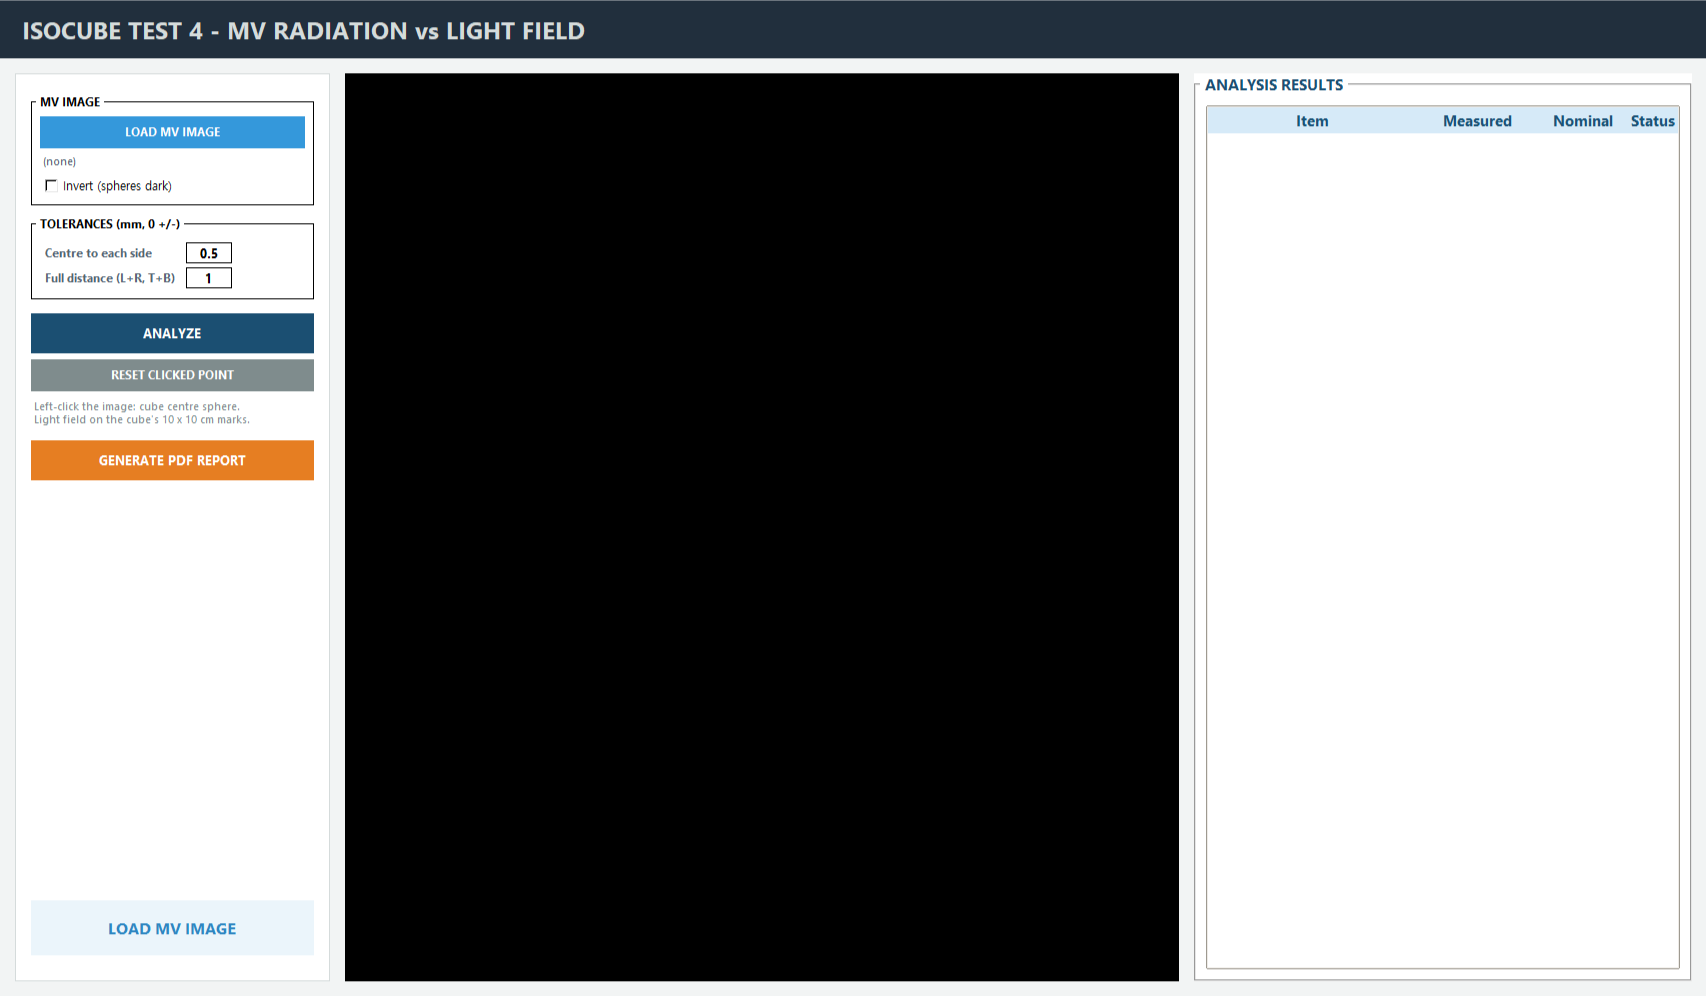 ISOCUBE TEST 4 - MV RADIATION vs LIGHT FIELD
MV IMAGE
LOAD MV IMAGE
(none)
Invert (spheres dark)
TOLERANCES (mm, 0 +/-)
Centre to each side 0.5
Full distance (L+R, T+B) 1
ANALYZE
RESET CLICKED POINT
Left-click the image: cube centre sphere.
Light field on the cube's 10 x 10 cm marks.
GENERATE PDF REPORT
LOAD MV IMAGE
ANALYSIS RESULTS
Item Measured Nominal Status